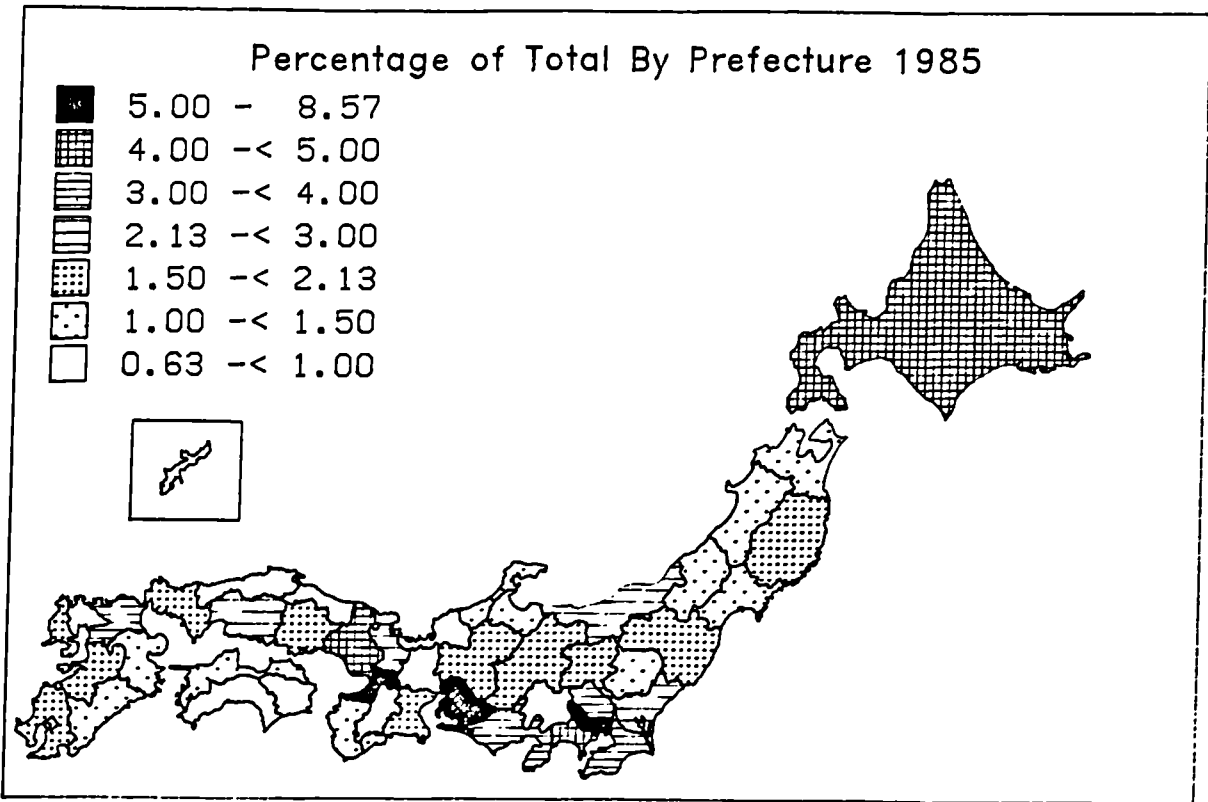 Percentage of Total By Prefecture 1985
5.00 - 8.57
4.00 -< 5.00
3.00 -< 4.00
2.13 -< 3.00
1.50 -< 2.13
1.00 -< 1.50
0.63 -< 1.00